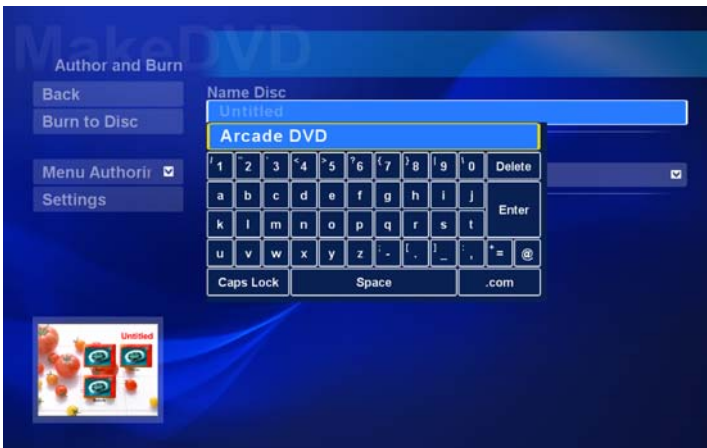 MakeDVD
Author and Burn
Back
Burn to Disc
Menu Authorin
Settings
Name Disc
Untitled
Arcade DVD
! 1 " 2 ' 3 < 4 > 5 ? 6 { 7 } 8 | 9 \ 0 Delete
a b c d e f g h i j
Enter
k l m n o p q r s t
u v w x y z ; - [ . ] _ : , + = @
Caps Lock Space .com
Untitled